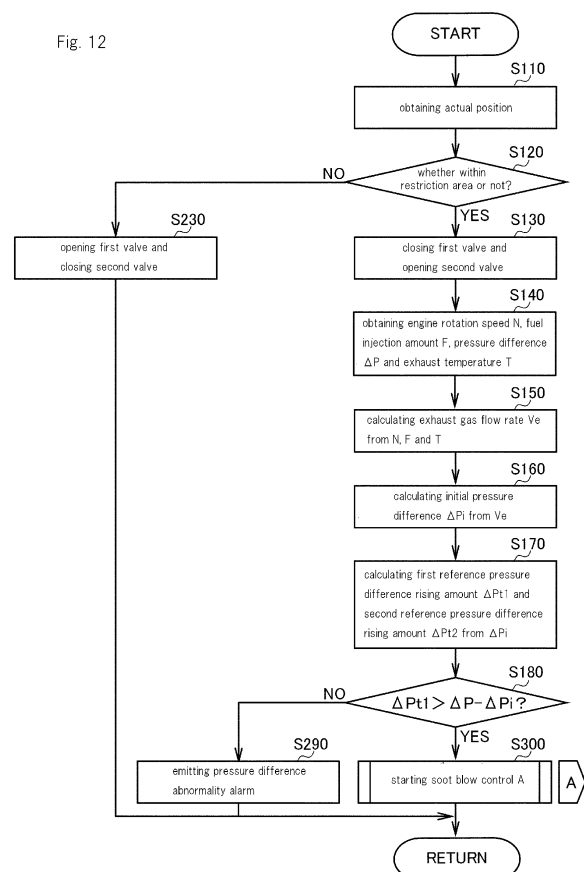 Fig. 12
START
S110
obtaining actual position
S120
whether within
restriction area or not?
NO
YES
S230
opening first valve and
closing second valve
S130
closing first valve and
opening second valve
S140
obtaining engine rotation speed N, fuel
injection amount F, pressure difference
ΔP and exhaust temperature T
S150
calculating exhaust gas flow rate Ve
from N, F and T
S160
calculating initial pressure
difference ΔPi from Ve
S170
calculating first reference pressure
difference rising amount ΔPt1 and
second reference pressure difference
rising amount ΔPt2 from ΔPi
S180
ΔPt1>ΔP-ΔPi?
NO
YES
S290
emitting pressure difference
abnormality alarm
S300
starting soot blow control A
A
RETURN